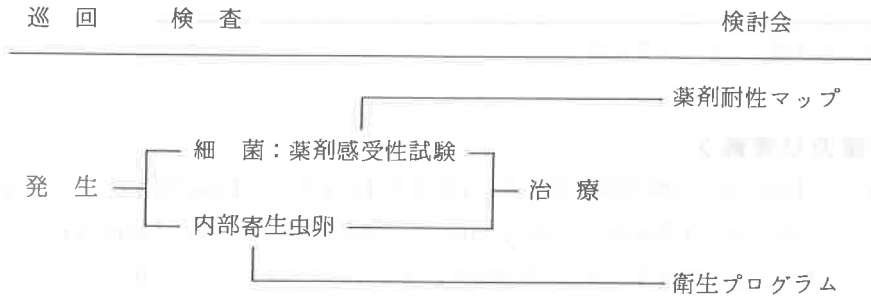 巡　回　　検　査　　検討会
薬剤耐性マップ
細　菌：薬剤感受性試験
発　生　　治　療
内部寄生虫卵
衛生プログラム